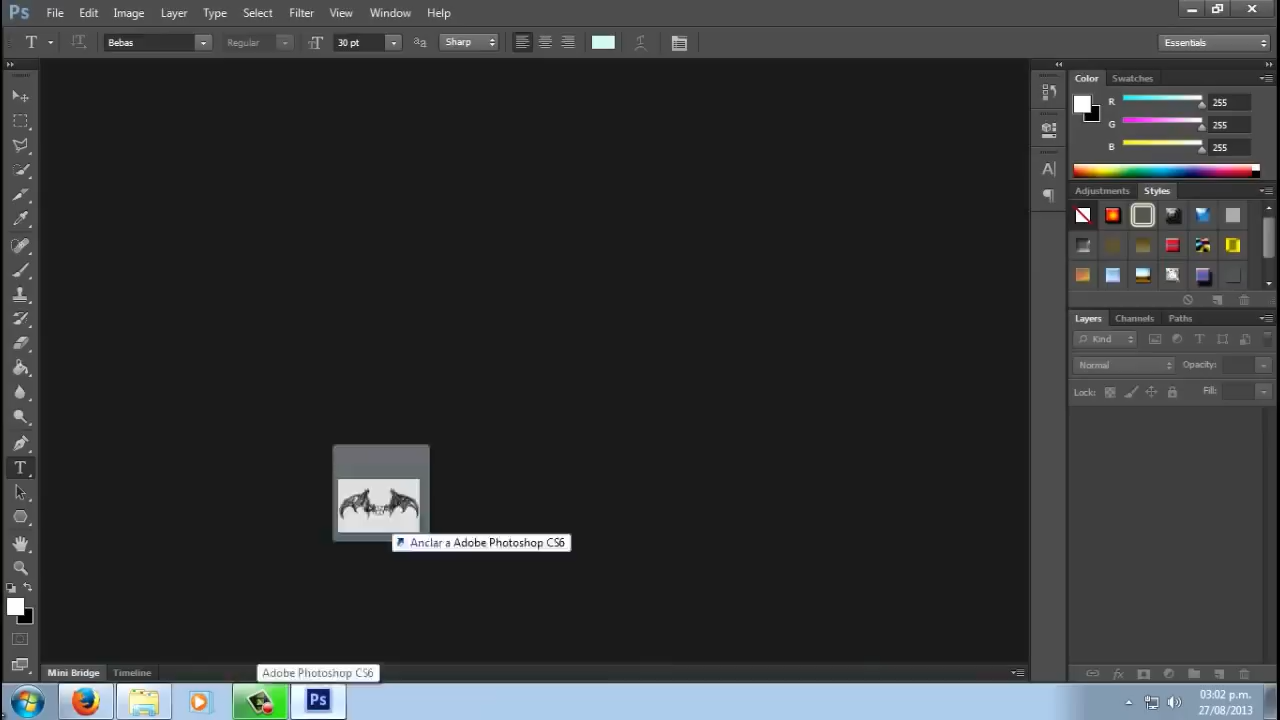 Ps File Edit Image Layer Type Select Filter View Window Help
T Bebas Regular 30 pt Sharp Essentials
Color Swatches
R 255
G 255
B 255
Adjustments Styles
Layers Channels Paths
Kind
Normal Opacity:
Lock: Fill:
Anclar a Adobe Photoshop CS6
Mini Bridge Timeline
Adobe Photoshop CS6
Ps
03:02 p.m.
27/08/2013